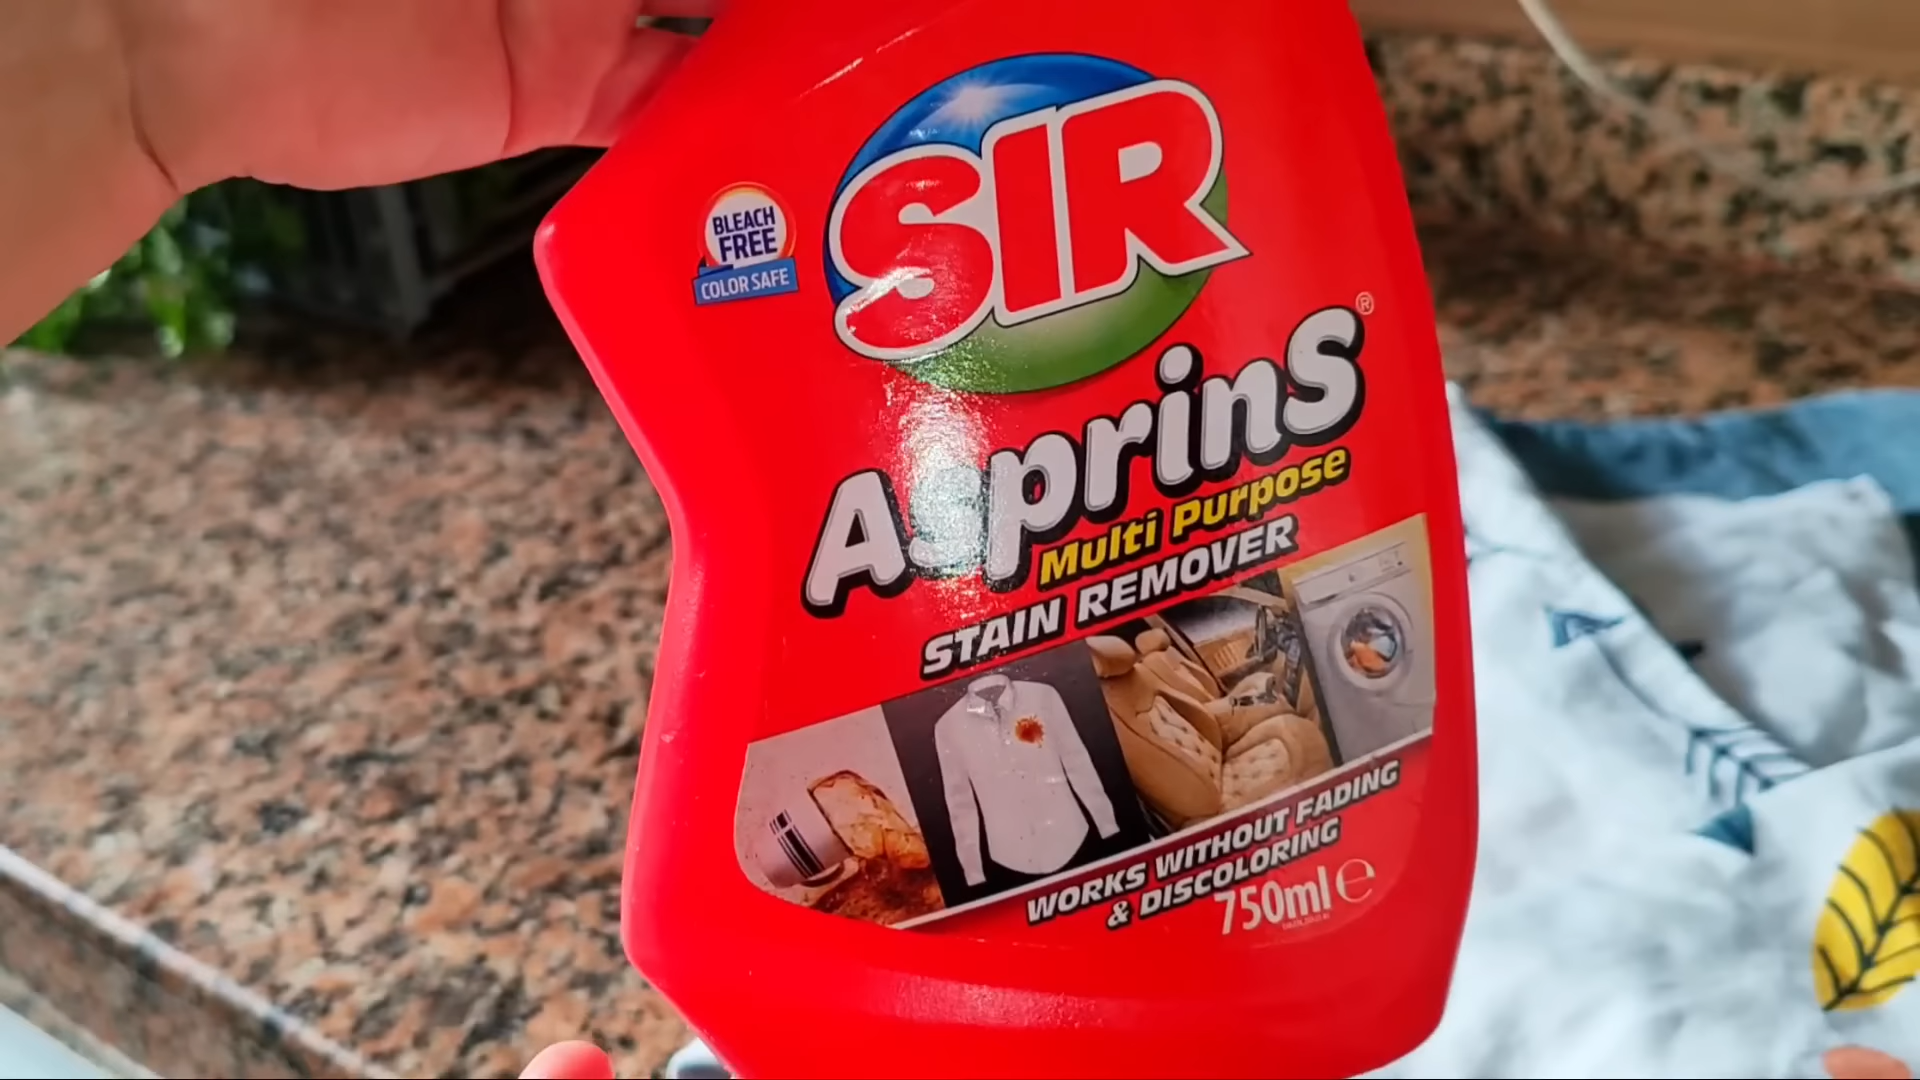 BLEACH
FREE
COLOR SAFE
SIR
AsprinS®
Multi Purpose
STAIN REMOVER
WORKS WITHOUT FADING
& DISCOLORING
750ml ℮